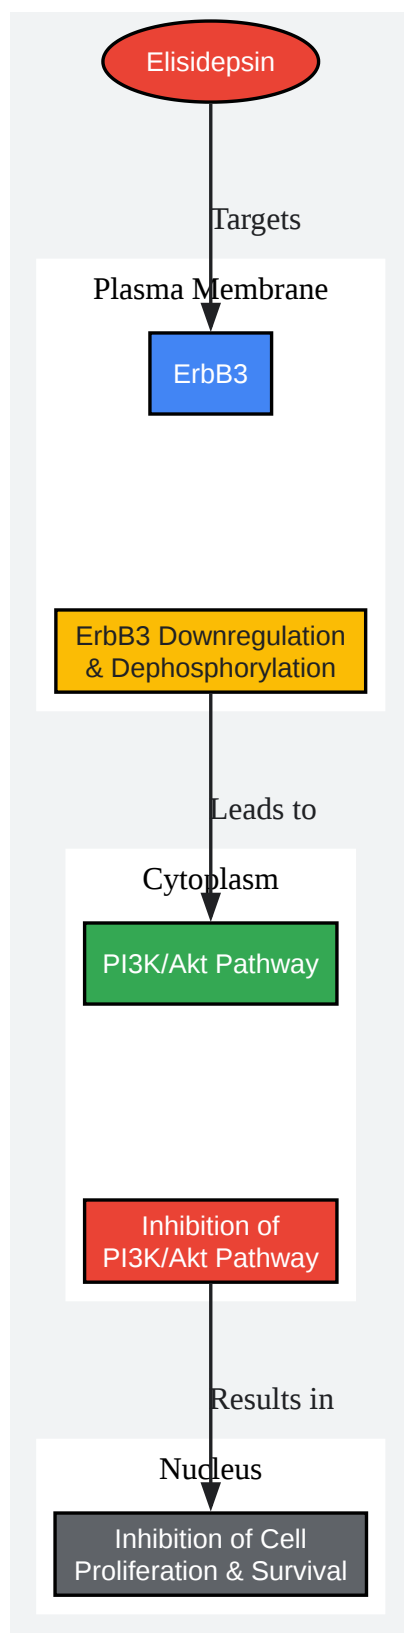 Elisidepsin
Targets
Plasma Membrane
ErbB3
ErbB3 Downregulation
& Dephosphorylation
Leads to
Cytoplasm
PI3K/Akt Pathway
Inhibition of
PI3K/Akt Pathway
Results in
Nucleus
Inhibition of Cell
Proliferation & Survival